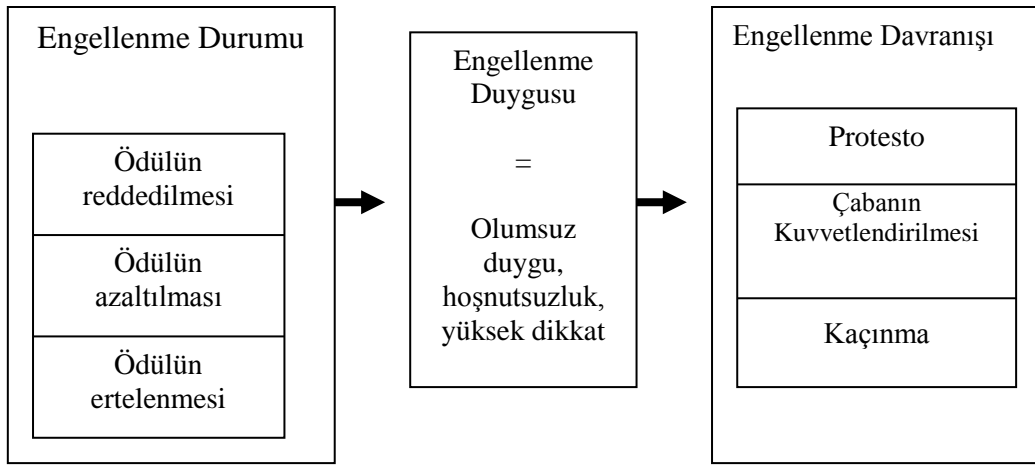 Engellenme Durumu
Ödülün
reddedilmesi
Ödülün
azaltılması
Ödülün
ertelenmesi
Engellenme
Duygusu
=
Olumsuz
duygu,
hoşnutsuzluk,
yüksek dikkat
Engellenme Davranışı
Protesto
Çabanın
Kuvvetlendirilmesi
Kaçınma